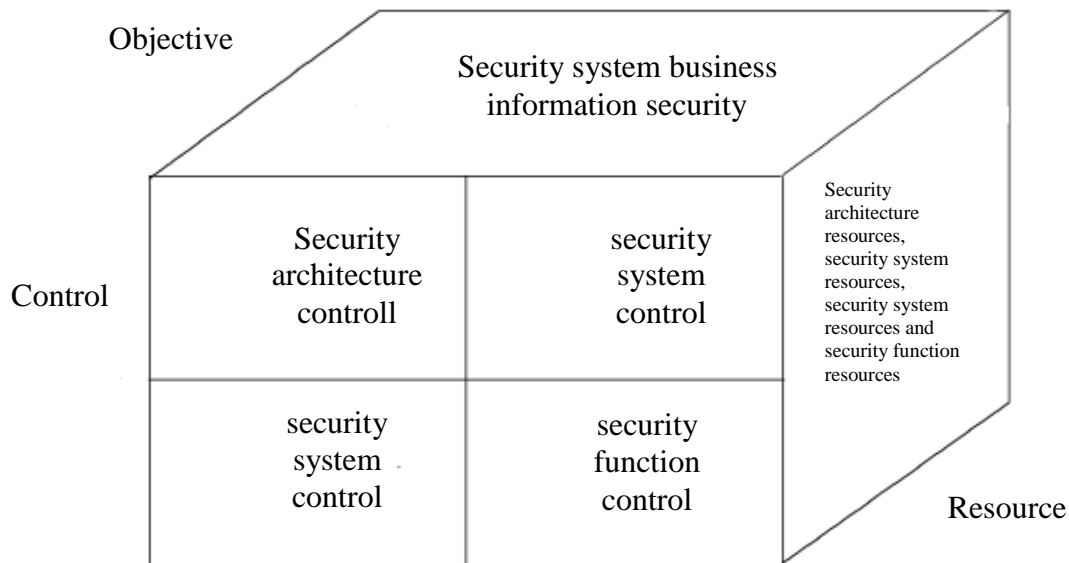 Objective
Security system business
information security
Security
architecture
controll
security
system
control
Security
architecture
resources,
security system
resources,
security system
resources and
security function
resources
Control
security
system
control
security
function
control
Resource